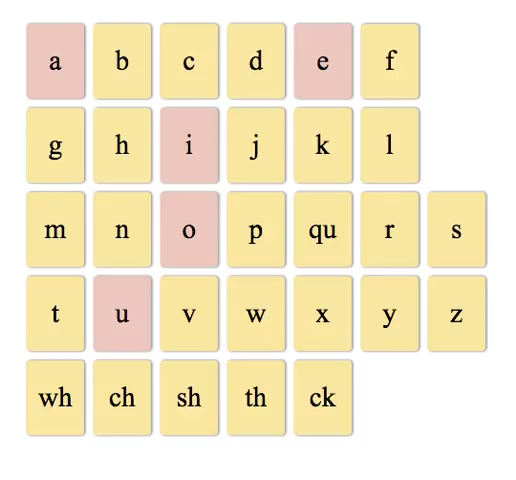 a b c d e f
g h i j k l
m n o p qu r s
t u v w x y z
wh ch sh th ck